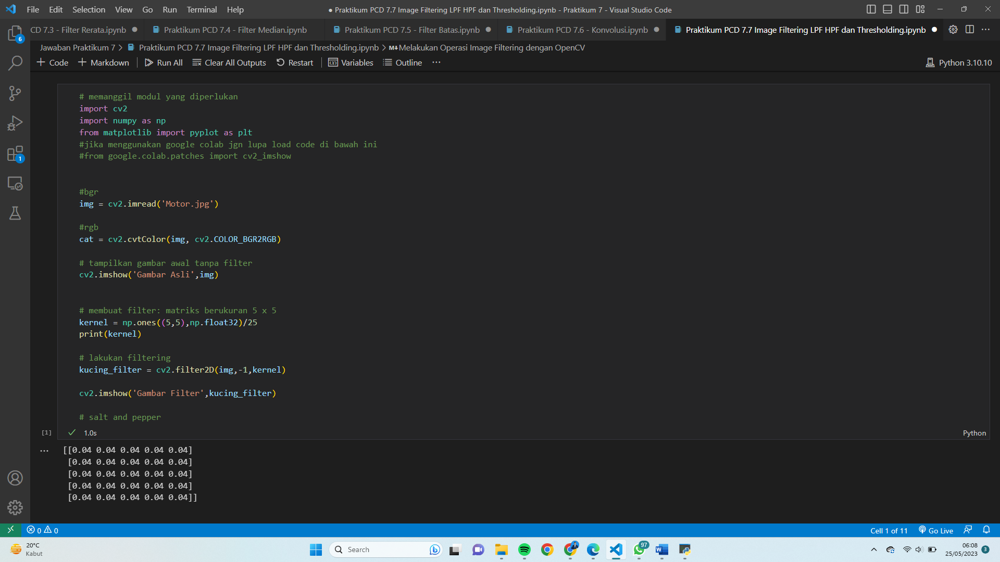 File Edit Selection View Go Run Terminal Help
● Praktikum PCD 7.7 Image Filtering LPF HPF dan Thresholding.ipynb - Praktikum 7 - Visual Studio Code
CD 7.3 - Filter Rerata.ipynb ● Praktikum PCD 7.4 - Filter Median.ipynb Praktikum PCD 7.5 - Filter Batas.ipynb ● Praktikum PCD 7.6 - Konvolusi.ipynb ● Praktikum PCD 7.7 Image Filtering LPF HPF dan Thresholding.ipynb ●
6
Jawaban Praktikum 7 > Praktikum PCD 7.7 Image Filtering LPF HPF dan Thresholding.ipynb > M↓Melakukan Operasi Image Filtering dengan OpenCV
+ Code + Markdown | Run All Clear All Outputs Restart | Variables Outline ··· Python 3.10.10
# memanggil modul yang diperlukan
import cv2
import numpy as np
from matplotlib import pyplot as plt
#jika menggunakan google colab jgn lupa load code di bawah ini
#from google.colab.patches import cv2_imshow
1
#bgr
img = cv2.imread('Motor.jpg')
#rgb
cat = cv2.cvtColor(img, cv2.COLOR_BGR2RGB)
# tampilkan gambar awal tanpa filter
cv2.imshow('Gambar Asli',img)
# membuat filter: matriks berukuran 5 x 5
kernel = np.ones((5,5),np.float32)/25
print(kernel)
# lakukan filtering
kucing_filter = cv2.filter2D(img,-1,kernel)
cv2.imshow('Gambar Filter',kucing_filter)
# salt and pepper
[1] ✓ 1.0s Python
··· [[0.04 0.04 0.04 0.04 0.04]
[0.04 0.04 0.04 0.04 0.04]
[0.04 0.04 0.04 0.04 0.04]
[0.04 0.04 0.04 0.04 0.04]
[0.04 0.04 0.04 0.04 0.04]]
0 0 Cell 1 of 11 Go Live
20°C
Kabut
Search
97
06:08
25/05/2023
3